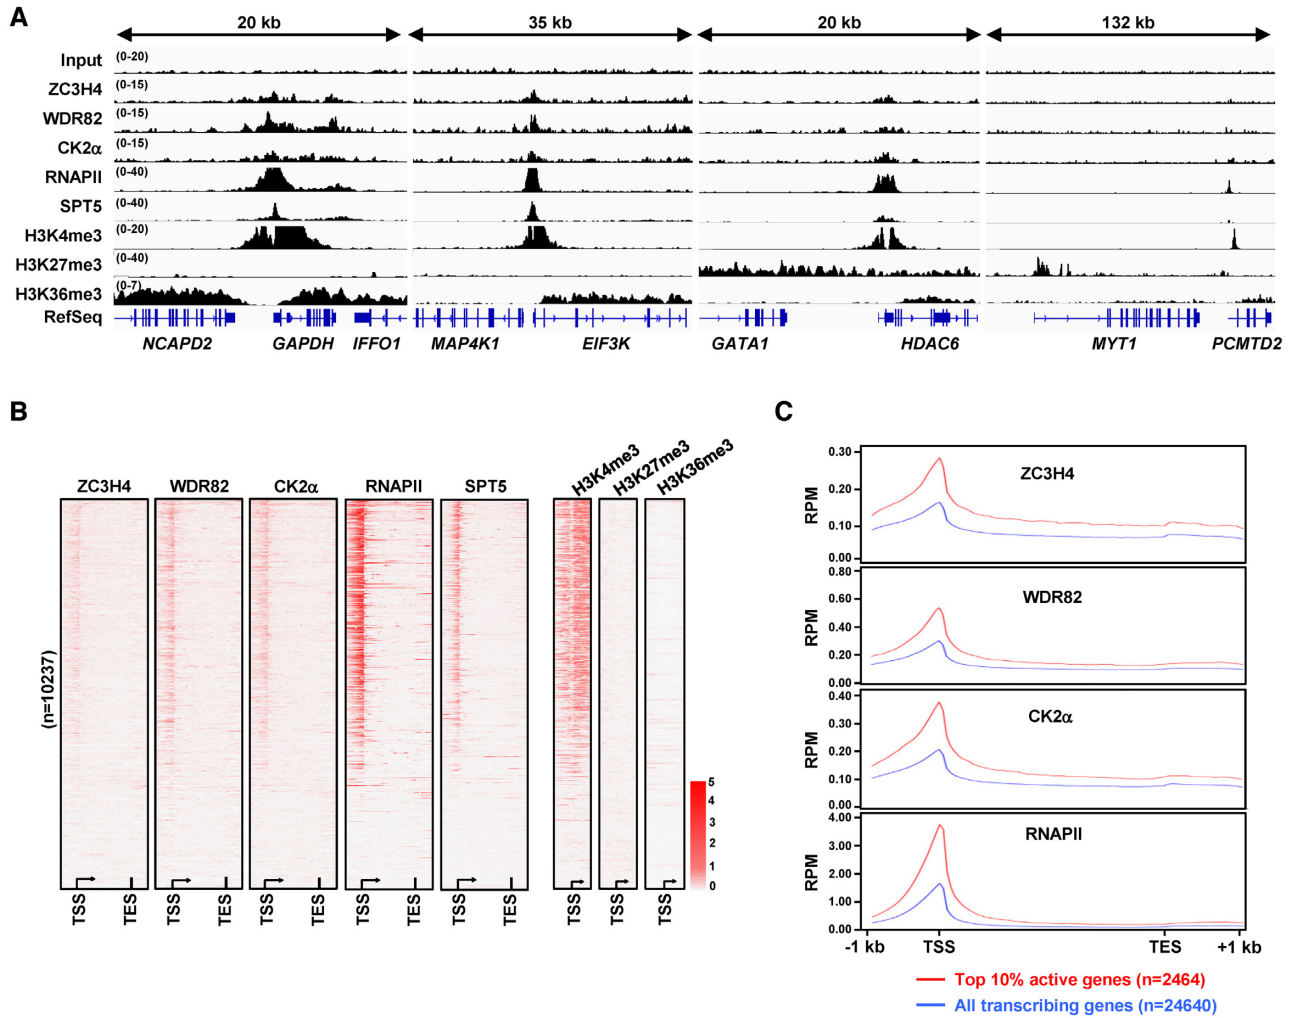 A
20 kb 35 kb 20 kb 132 kb
Input (0-20)
ZC3H4 (0-15)
WDR82 (0-15)
CK2α (0-15)
RNAPII (0-40)
SPT5 (0-40)
H3K4me3 (0-20)
H3K27me3 (0-40)
H3K36me3 (0-7)
RefSeq
NCAPD2 GAPDH IFFO1 MAP4K1 EIF3K GATA1 HDAC6 MYT1 PCMTD2
B
ZC3H4 WDR82 CK2α RNAPII SPT5 H3K4me3 H3K27me3 H3K36me3
(n=10237)
5
4
3
2
1
0
TSS TES TSS TES TSS TES TSS TES TSS TES TSS TSS TSS
C
ZC3H4
RPM
0.30
0.20
0.10
0.00
WDR82
RPM
0.80
0.60
0.40
0.20
0.00
CK2α
RPM
0.40
0.30
0.20
0.10
0.00
RNAPII
RPM
4.00
3.00
2.00
1.00
0.00
-1 kb TSS TES +1 kb
Top 10% active genes (n=2464)
All transcribing genes (n=24640)